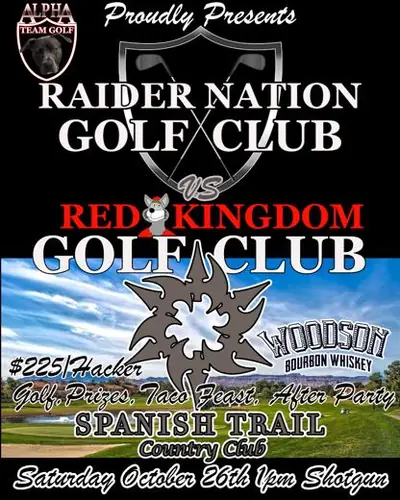 ALPHA
TEAM GOLF
Proudly Presents
RAIDER NATION
GOLF CLUB
VS
RED KINGDOM
GOLF CLUB
WOODSON
BOURBON WHISKEY
$225/Hacker
Golf, Prizes, Taco Feast, After Party
SPANISH TRAIL
Country Club
Saturday October 26th 1pm Shotgun